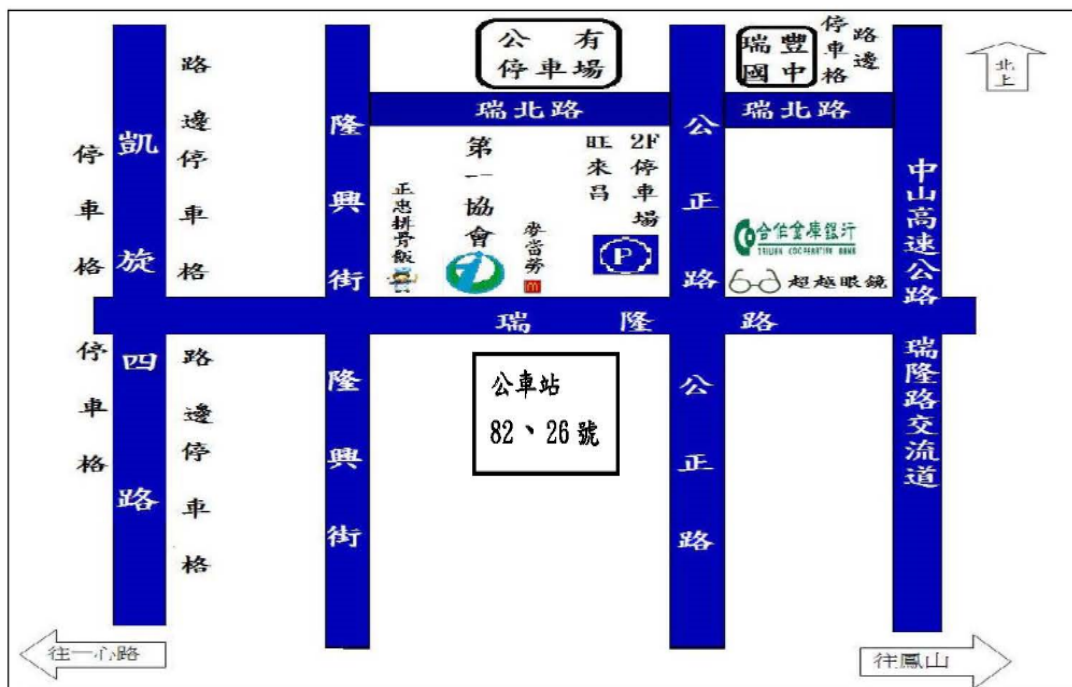 公有
停車場
瑞豐
國中
路邊
停車格
北上
瑞北路
瑞北路
凱旋四路
停車格
路邊停車格
停車格
路邊停車格
隆興街
隆興街
正忠排骨飯
第一協會
麥當勞
旺來昌
2F停車場
P
公正路
公正路
合作金庫銀行
TAIWAN COOPERATIVE BANK
超越眼鏡
中山高速公路 瑞隆路交流道
瑞隆路
公車站
82、26號
往一心路
往鳳山